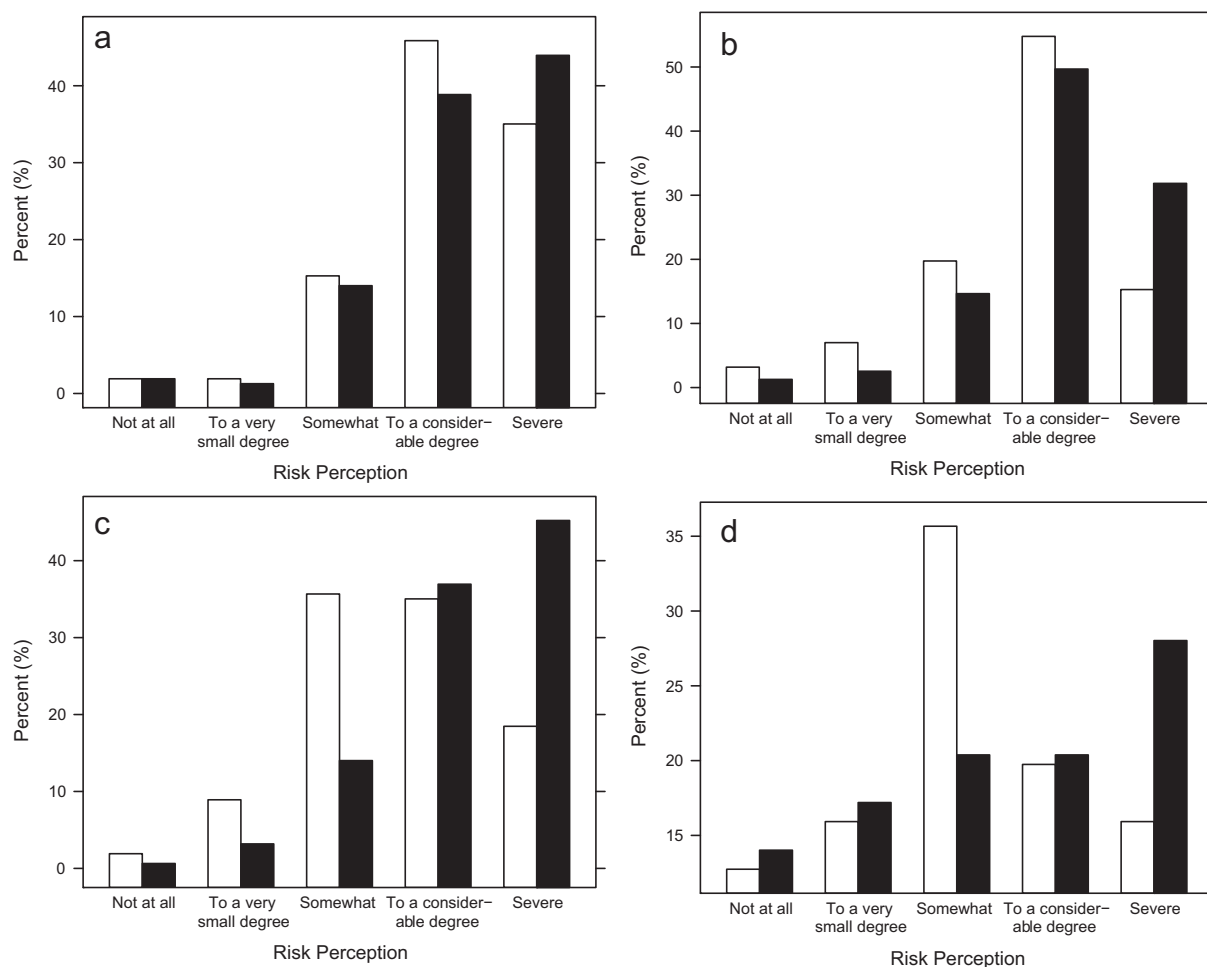 a
40
30
20
10
0
Percent (%)
Not at all
To a very
small degree
Somewhat
To a consider–
able degree
Severe
Risk Perception
b
50
40
30
20
10
0
Percent (%)
Not at all
To a very
small degree
Somewhat
To a consider–
able degree
Severe
Risk Perception
c
40
30
20
10
0
Percent (%)
Not at all
To a very
small degree
Somewhat
To a consider–
able degree
Severe
Risk Perception
d
35
30
25
20
15
Percent (%)
Not at all
To a very
small degree
Somewhat
To a consider–
able degree
Severe
Risk Perception